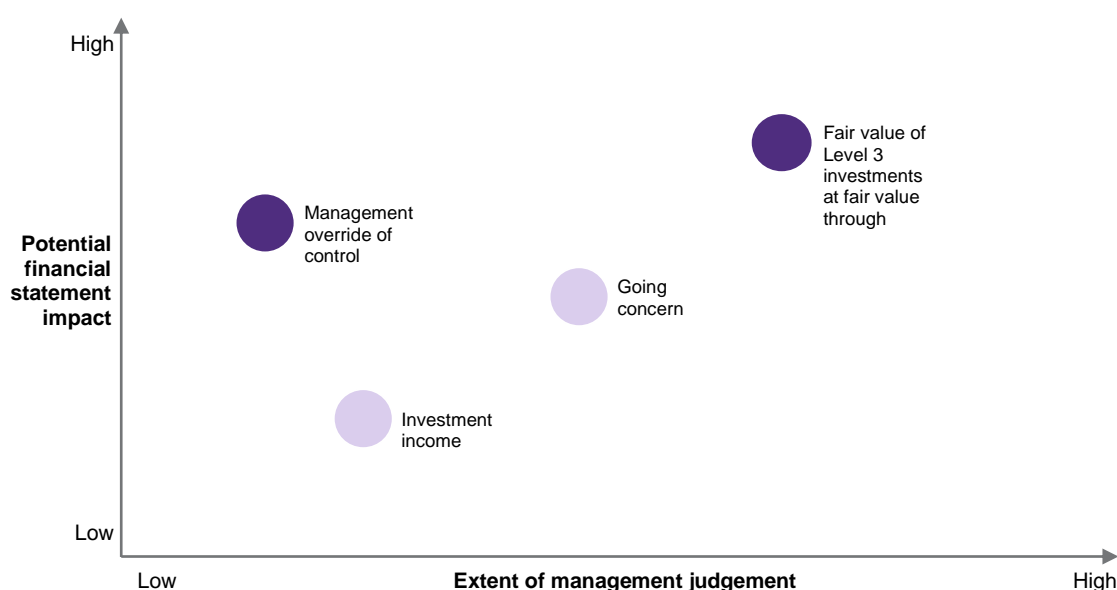 High
Fair value of
Level 3
investments
at fair value
through
Management
override of
control
Potential
financial
statement
impact
Going
concern
Investment
income
Low
Low
Extent of management judgement
High